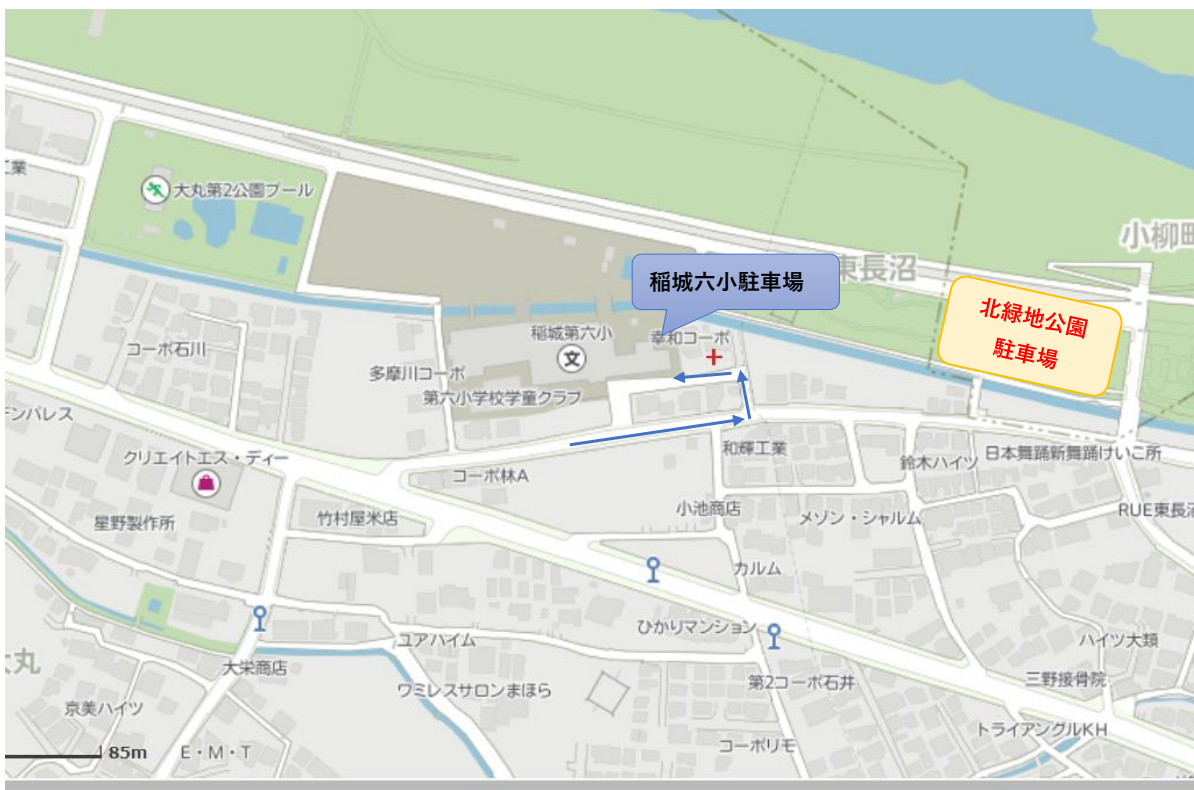 工業
大丸第2公園プール
小柳町
東長沼
稲城六小駐車場
北緑地公園
駐車場
稲城第六小
幸和コーポ
文
コーポ石川
多摩川コーポ
第六小学校学童クラブ
デンパレス
和輝工業
日本舞踊新舞踊けいこ所
クリエイトエス・ディー
鈴木ハイツ
コーポ林A
小池商店
メゾン・シャルム
RUE東長沼
竹村屋米店
星野製作所
カルム
ひかりマンション
ユアハイム
ハイツ大類
大丸
大栄商店
第2コーポ石井
三野接骨院
ワミレスサロンまほら
京美ハイツ
トライアングルKH
コーポリモ
85m
E・M・T